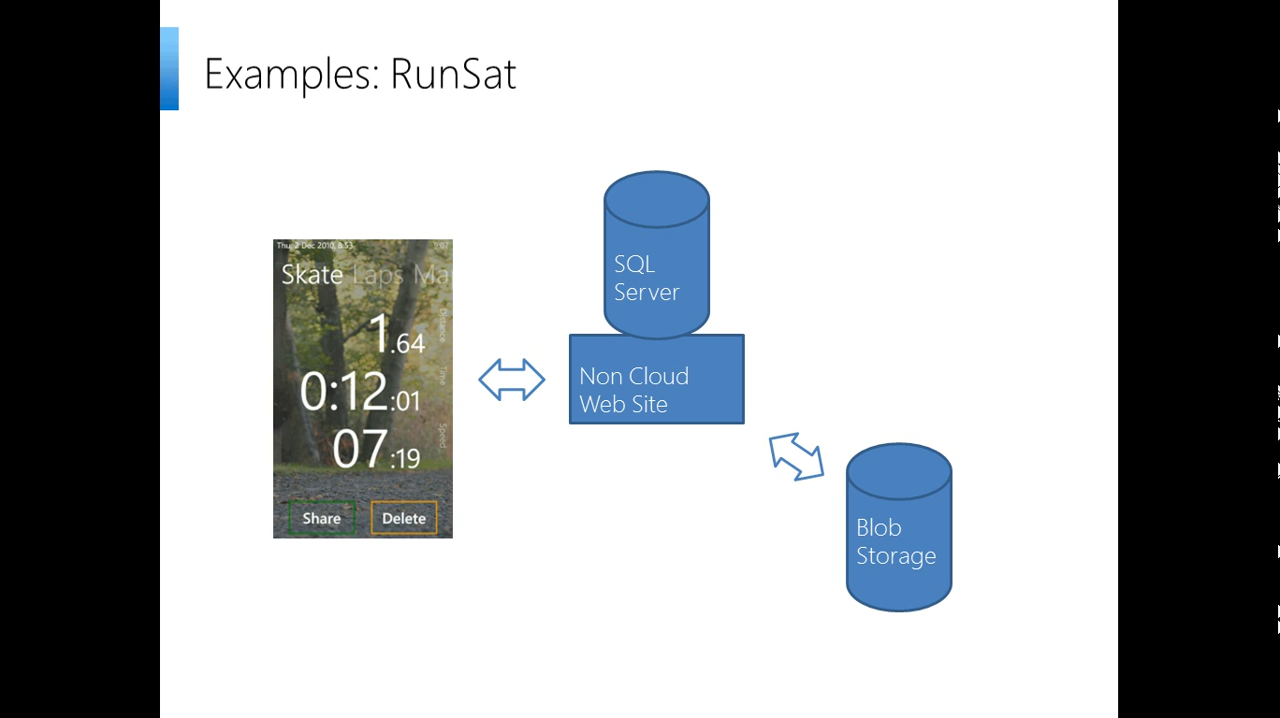 Examples: RunSat
Thu, 2 Dec 2010, 8:53
Skate Laps Ma
Distance
1.64
Time
0:12:01
Speed
07:19
Share Delete
SQL
Server
Non Cloud
Web Site
Blob
Storage